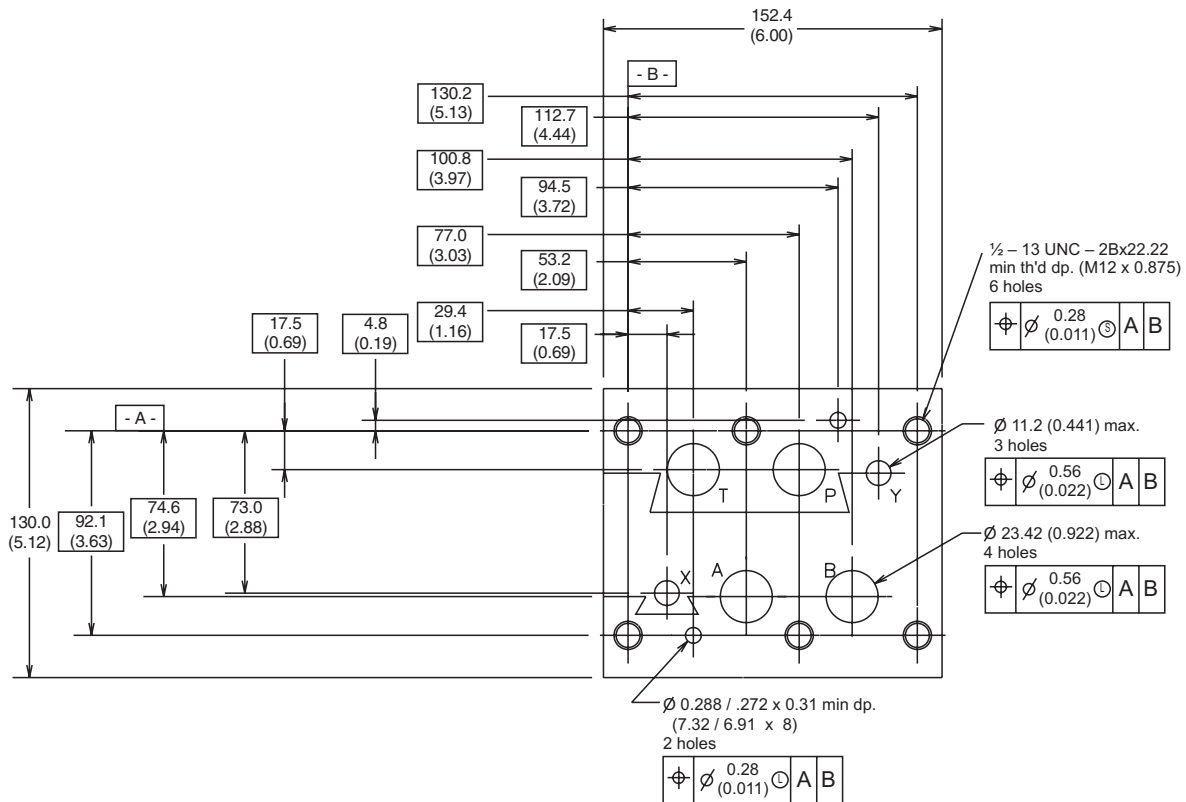 152.4
(6.00)
- B -
130.2
(5.13)
112.7
(4.44)
100.8
(3.97)
94.5
(3.72)
77.0
(3.03)
53.2
(2.09)
29.4
(1.16)
17.5
(0.69)
17.5
(0.69)
4.8
(0.19)
½ – 13 UNC – 2Bx22.22
min th'd dp. (M12 x 0.875)
6 holes
⌖ Ø 0.28 (0.011) Ⓢ A B
- A -
Ø 11.2 (0.441) max.
3 holes
⌖ Ø 0.56 (0.022) Ⓛ A B
T
P
Y
130.0
(5.12)
92.1
(3.63)
74.6
(2.94)
73.0
(2.88)
Ø 23.42 (0.922) max.
4 holes
⌖ Ø 0.56 (0.022) Ⓛ A B
X
A
B
Ø 0.288 / .272 x 0.31 min dp.
(7.32 / 6.91 x 8)
2 holes
⌖ Ø 0.28 (0.011) Ⓛ A B